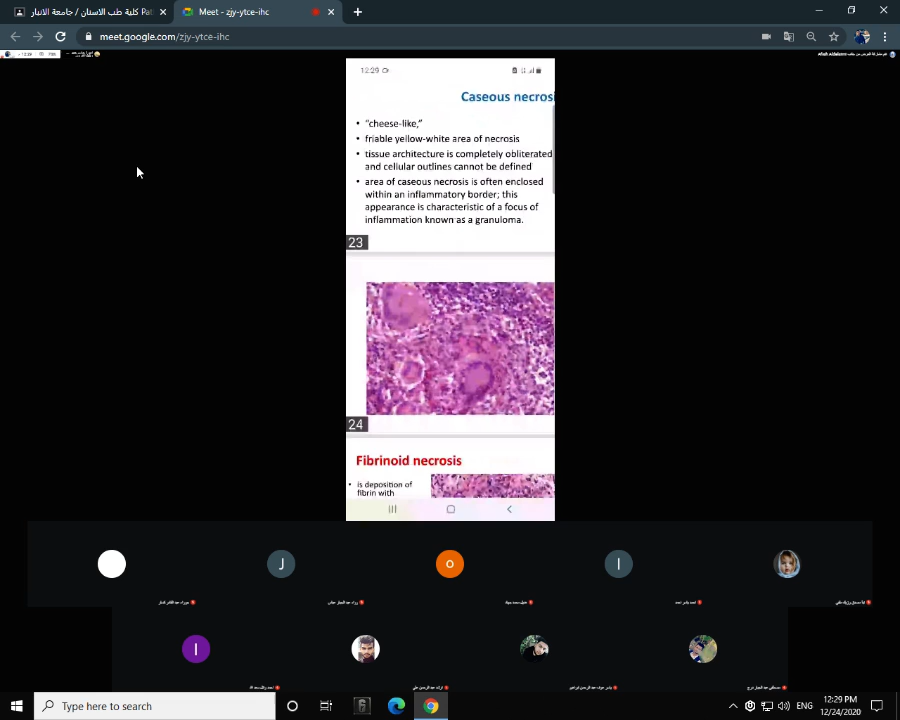 كلية طب الاسنان / جامعة الانبار Pat
Meet - zjy-ytce-ihc
meet.google.com/zjy-ytce-ihc
12:29
Caseous necrosi
• "cheese-like,"
• friable yellow-white area of necrosis
• tissue architecture is completely obliterated
and cellular outlines cannot be defined
• area of caseous necrosis is often enclosed
within an inflammatory border; this
appearance is characteristic of a focus of
inflammation known as a granuloma.
23
24
Fibrinoid necrosis
• is deposition of
fibrin with
J
o
I
I
Type here to search
ENG
12:29 PM
12/24/2020